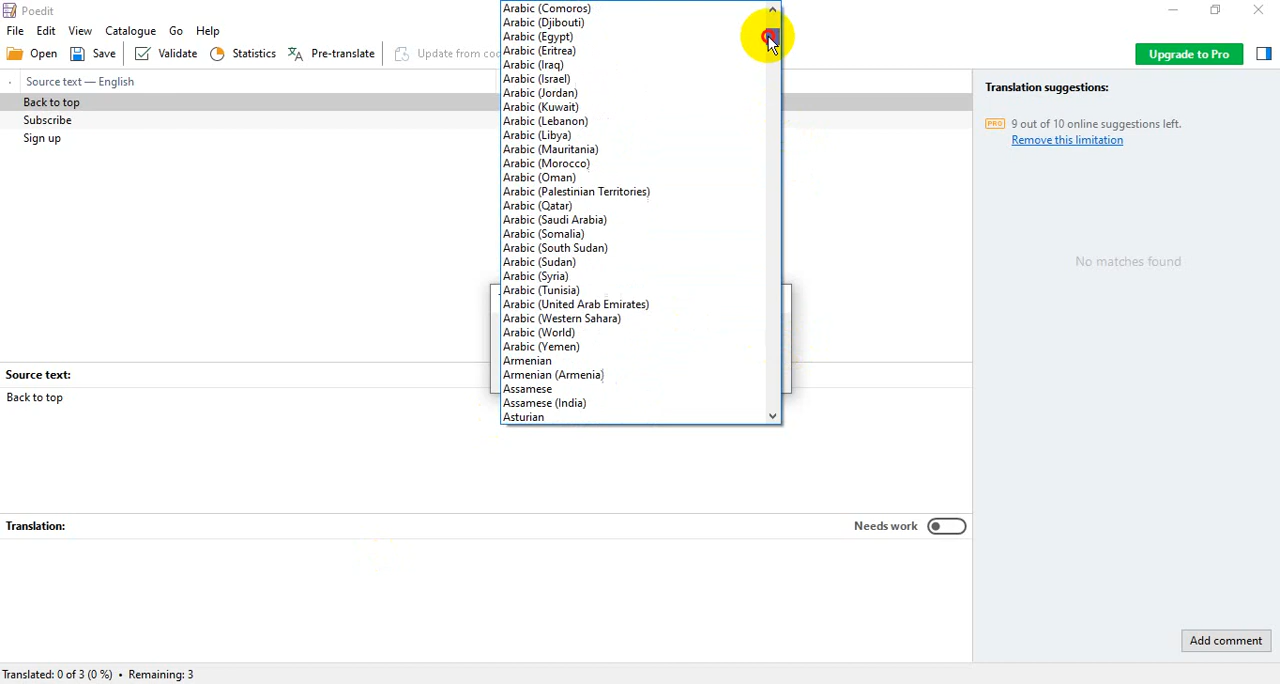 Poedit
File Edit View Catalogue Go Help
Open Save Validate Statistics Pre-translate Update from
Upgrade to Pro
Source text — English
Back to top
Subscribe
Sign up
Arabic (Comoros)
Arabic (Djibouti)
Arabic (Egypt)
Arabic (Eritrea)
Arabic (Iraq)
Arabic (Israel)
Arabic (Jordan)
Arabic (Kuwait)
Arabic (Lebanon)
Arabic (Libya)
Arabic (Mauritania)
Arabic (Morocco)
Arabic (Oman)
Arabic (Palestinian Territories)
Arabic (Qatar)
Arabic (Saudi Arabia)
Arabic (Somalia)
Arabic (South Sudan)
Arabic (Sudan)
Arabic (Syria)
Arabic (Tunisia)
Arabic (United Arab Emirates)
Arabic (Western Sahara)
Arabic (World)
Arabic (Yemen)
Armenian
Armenian (Armenia)
Assamese
Assamese (India)
Asturian
Translation suggestions:
PRO 9 out of 10 online suggestions left.
Remove this limitation
No matches found
Source text:
Back to top
Translation:
Needs work
Add comment
Translated: 0 of 3 (0 %) • Remaining: 3